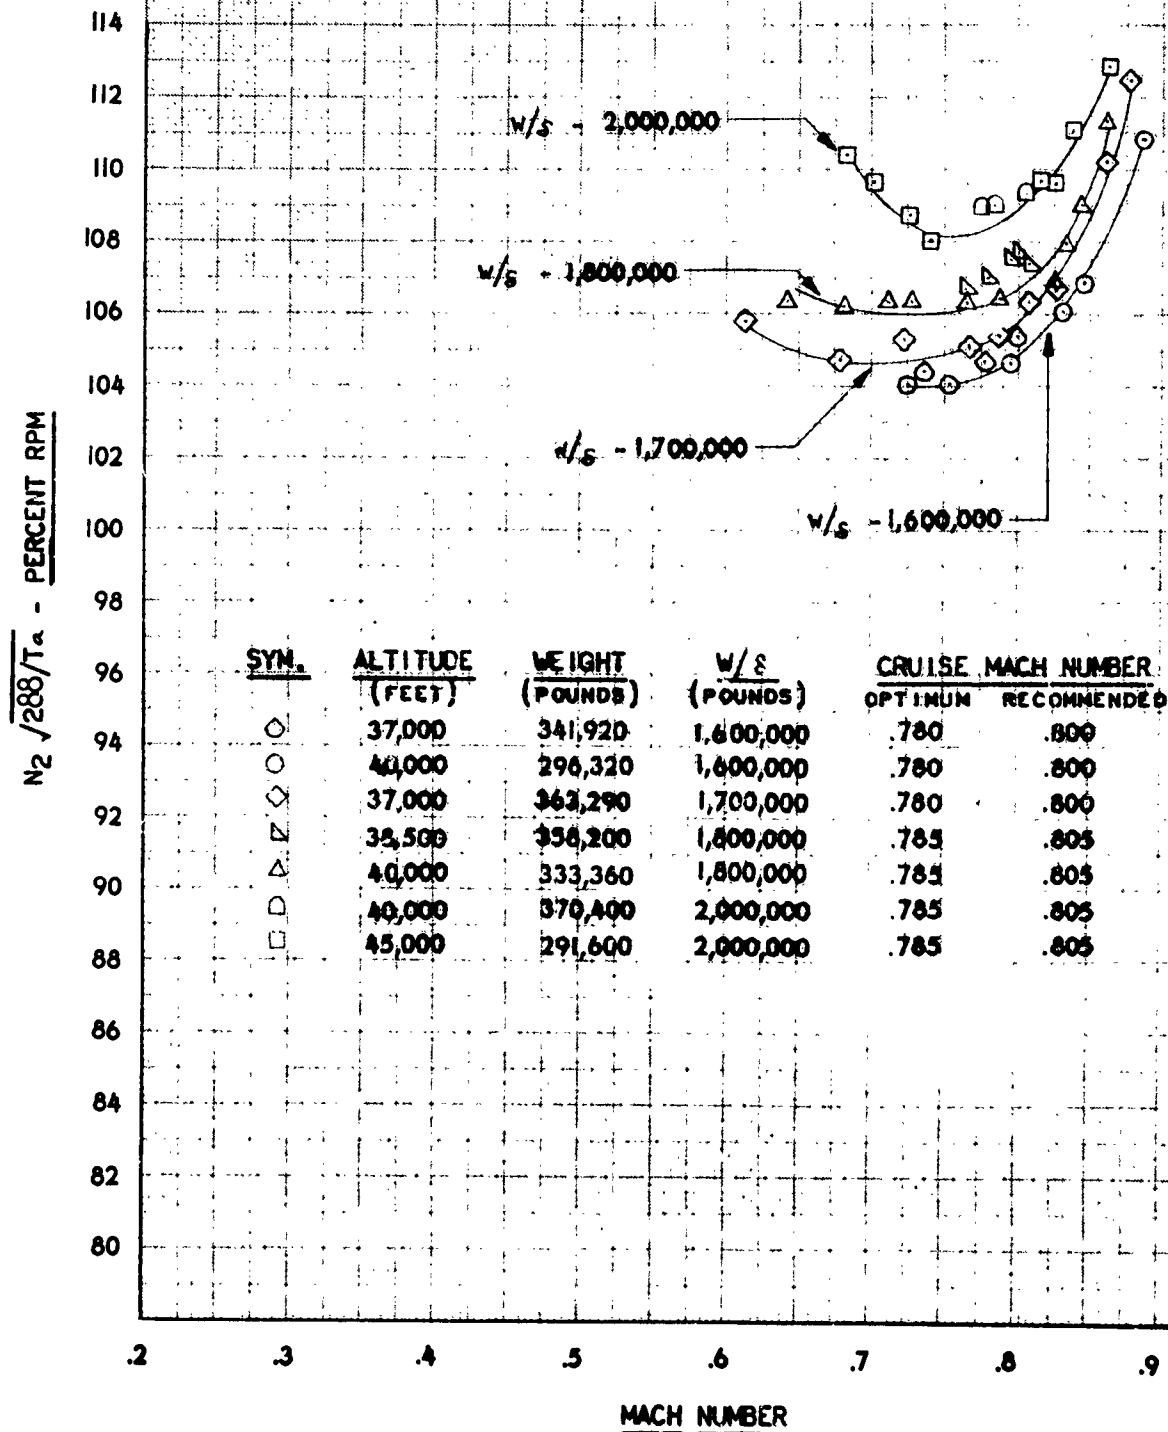 114
112
110
108
106
104
102
100
98
96
94
92
90
88
86
84
82
80
N2 √288/Ta - PERCENT RPM
W/δ - 2,000,000
W/δ - 1,800,000
W/δ - 1,700,000
W/δ - 1,600,000
SYM. ALTITUDE WEIGHT W/δ CRUISE MACH NUMBER
(FEET) (POUNDS) (POUNDS) OPTIMUM RECOMMENDED
37,000 341,920 1,600,000 .780 .800
40,000 296,320 1,600,000 .780 .800
37,000 363,290 1,700,000 .780 .800
38,500 358,200 1,800,000 .785 .805
40,000 333,360 1,800,000 .785 .805
40,000 370,400 2,000,000 .785 .805
45,000 291,600 2,000,000 .785 .805
.2 .3 .4 .5 .6 .7 .8 .9
MACH NUMBER